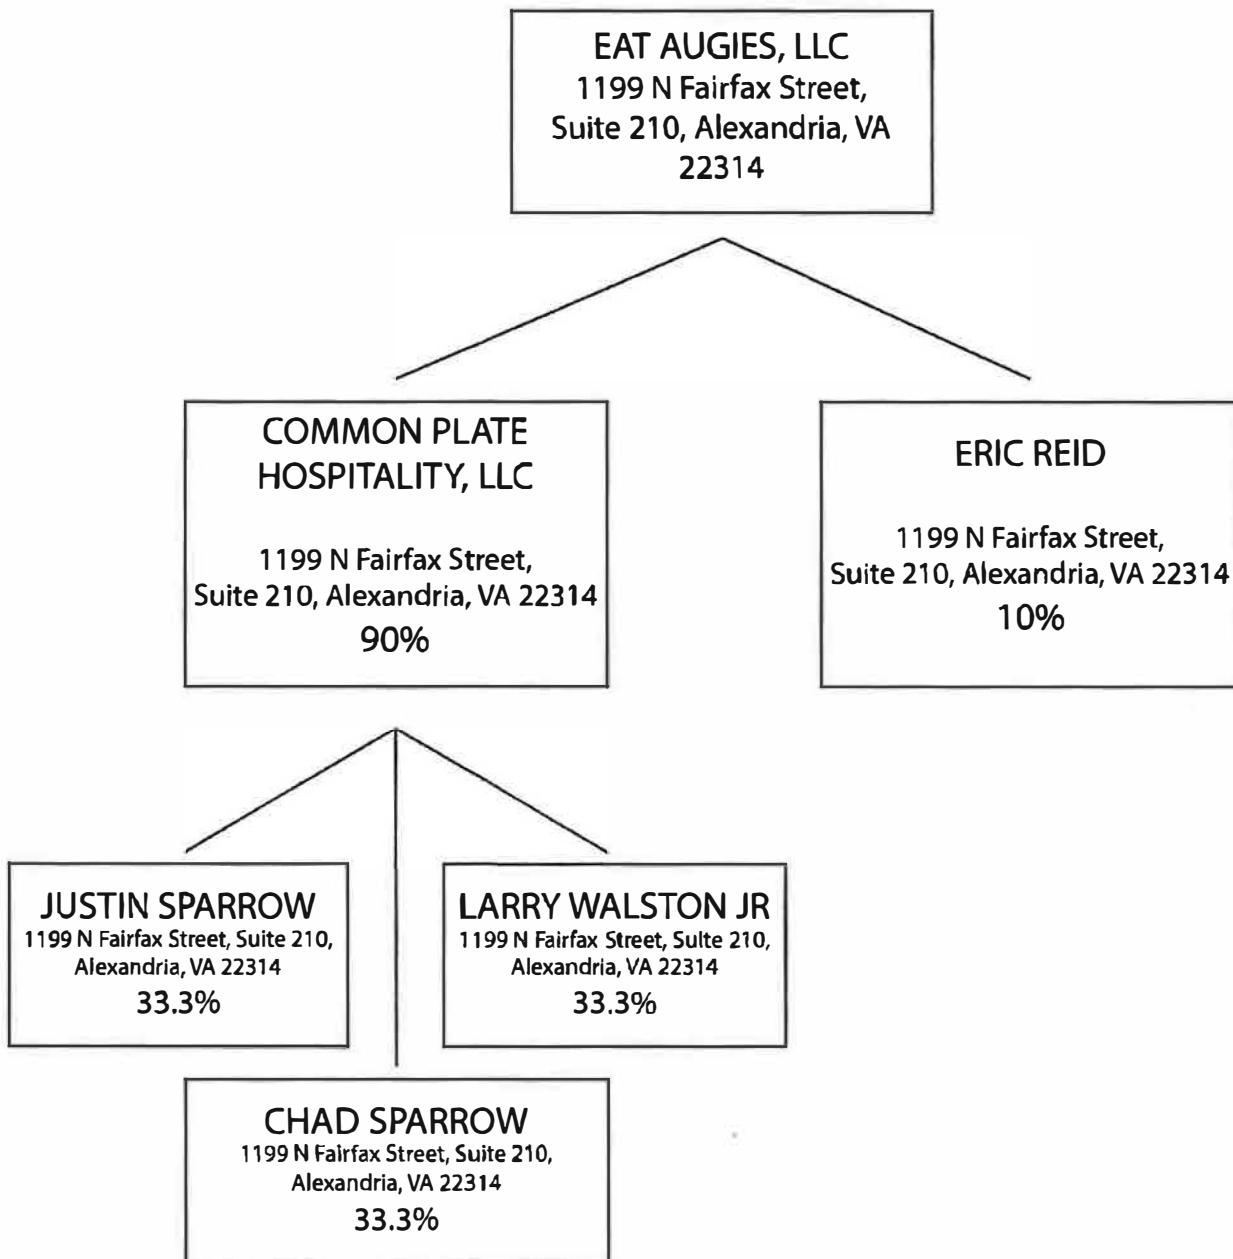 EAT AUGIES, LLC
1199 N Fairfax Street,
Suite 210, Alexandria, VA
22314
COMMON PLATE
HOSPITALITY, LLC
1199 N Fairfax Street,
Suite 210, Alexandria, VA 22314
90%
ERIC REID
1199 N Fairfax Street,
Suite 210, Alexandria, VA 22314
10%
JUSTIN SPARROW
1199 N Fairfax Street, Suite 210,
Alexandria, VA 22314
33.3%
LARRY WALSTON JR
1199 N Fairfax Street, Suite 210,
Alexandria, VA 22314
33.3%
CHAD SPARROW
1199 N Fairfax Street, Suite 210,
Alexandria, VA 22314
33.3%